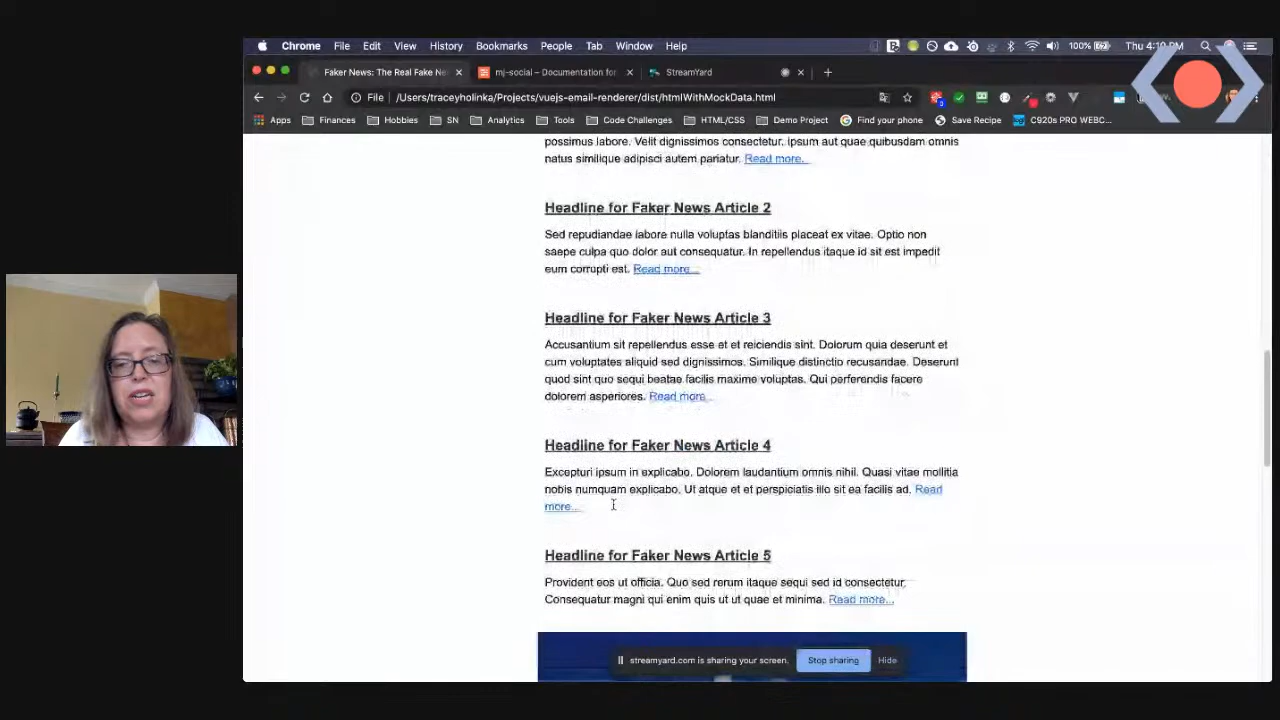 Chrome File Edit View History Bookmarks People Tab Window Help 100% Thu 4:10 PM
Faker News: The Real Fake Ne mj-social – Documentation for StreamYard
File /Users/traceyholinka/Projects/vuejs-email-renderer/dist/htmlWithMockData.html
Apps Finances Hobbies SN Analytics Tools Code Challenges HTML/CSS Demo Project Find your phone Save Recipe C920s PRO WEBC...
possimus labore. Velit dignissimos consectetur. Ipsum aut quae quibusdam omnis
natus similique adipisci autem pariatur. Read more...
Headline for Faker News Article 2
Sed repudiandae labore nulla voluptas blanditiis placeat ex vitae. Optio non
saepe culpa quo dolor aut consequatur. In repellendus itaque id sit est impedit
eum corrupti est. Read more...
Headline for Faker News Article 3
Accusantium sit repellendus esse et et reiciendis sint. Dolorum quia deserunt et
cum voluptates aliquid sed dignissimos. Similique distinctio recusandae. Deserunt
quod sint quo sequi beatae facilis maxime voluptas. Qui perferendis facere
dolorem asperiores. Read more...
Headline for Faker News Article 4
Excepturi ipsum in explicabo. Dolorem laudantium omnis nihil. Quasi vitae mollitia
nobis numquam explicabo. Ut atque et et perspiciatis illo sit ea facilis ad. Read
more...
Headline for Faker News Article 5
Provident eos ut officia. Quo sed rerum itaque sequi sed id consectetur.
Consequatur magni qui enim quis ut ut quae et minima. Read more...
streamyard.com is sharing your screen. Stop sharing Hide